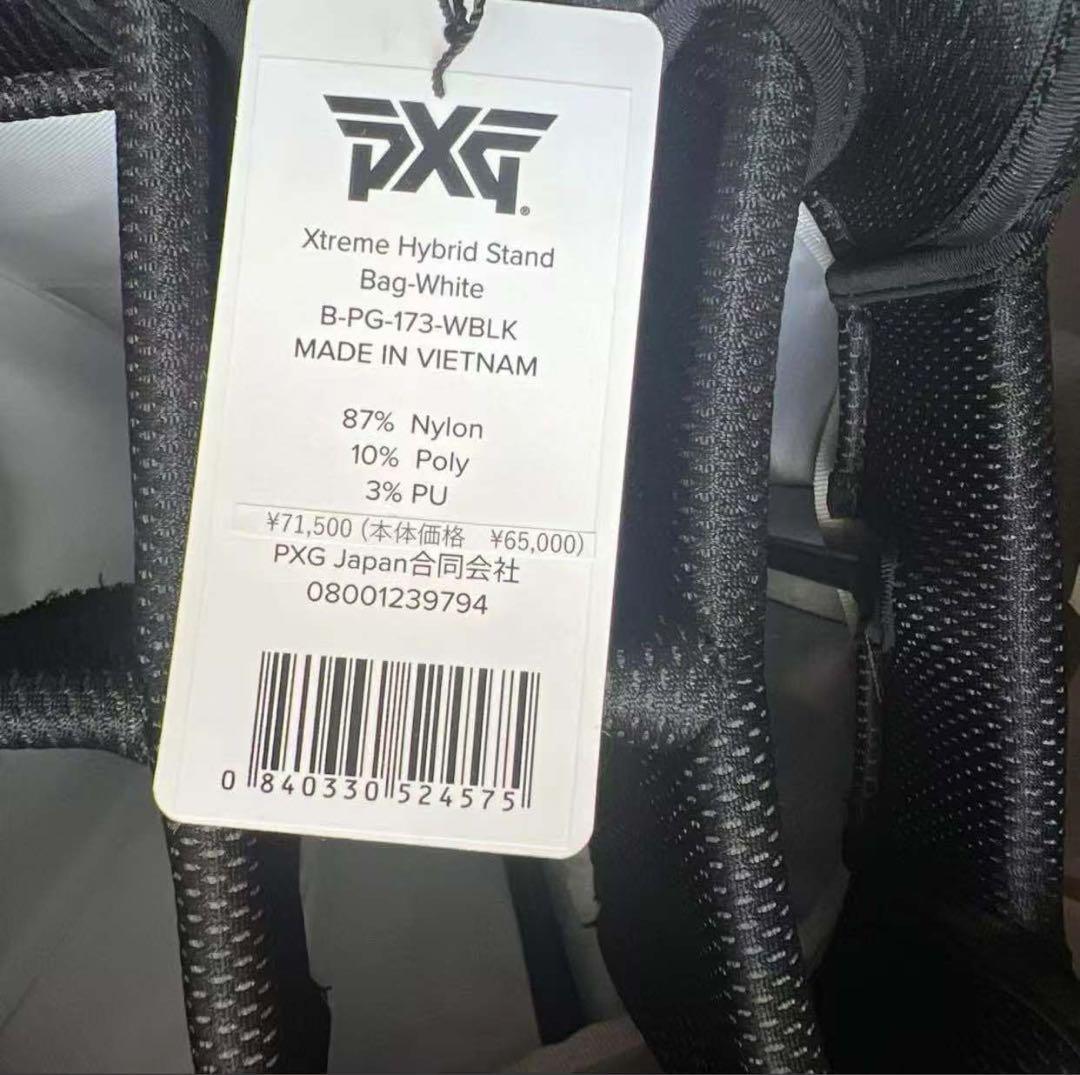 PXG®
Xtreme Hybrid Stand
Bag-White
B-PG-173-WBLK
MADE IN VIETNAM
87% Nylon
10% Poly
3% PU
¥71,500 (本体価格 ¥65,000)
PXG Japan合同会社
08001239794
0 840330 524575